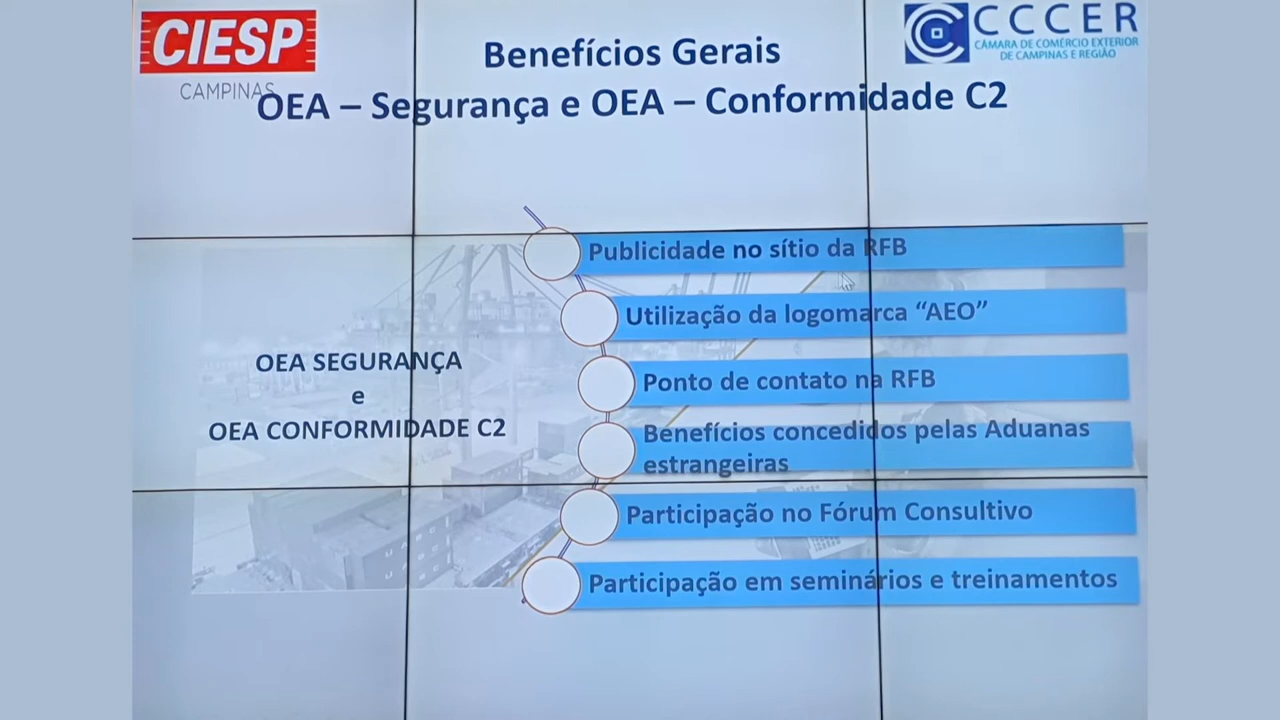 CIESP
CAMPINAS
CCCER
CÂMARA DE COMÉRCIO EXTERIOR
DE CAMPINAS E REGIÃO
Benefícios Gerais
OEA – Segurança e OEA – Conformidade C2
OEA SEGURANÇA
e
OEA CONFORMIDADE C2
Publicidade no sítio da RFB
Utilização da logomarca “AEO”
Ponto de contato na RFB
Benefícios concedidos pelas Aduanas
estrangeiras
Participação no Fórum Consultivo
Participação em seminários e treinamentos